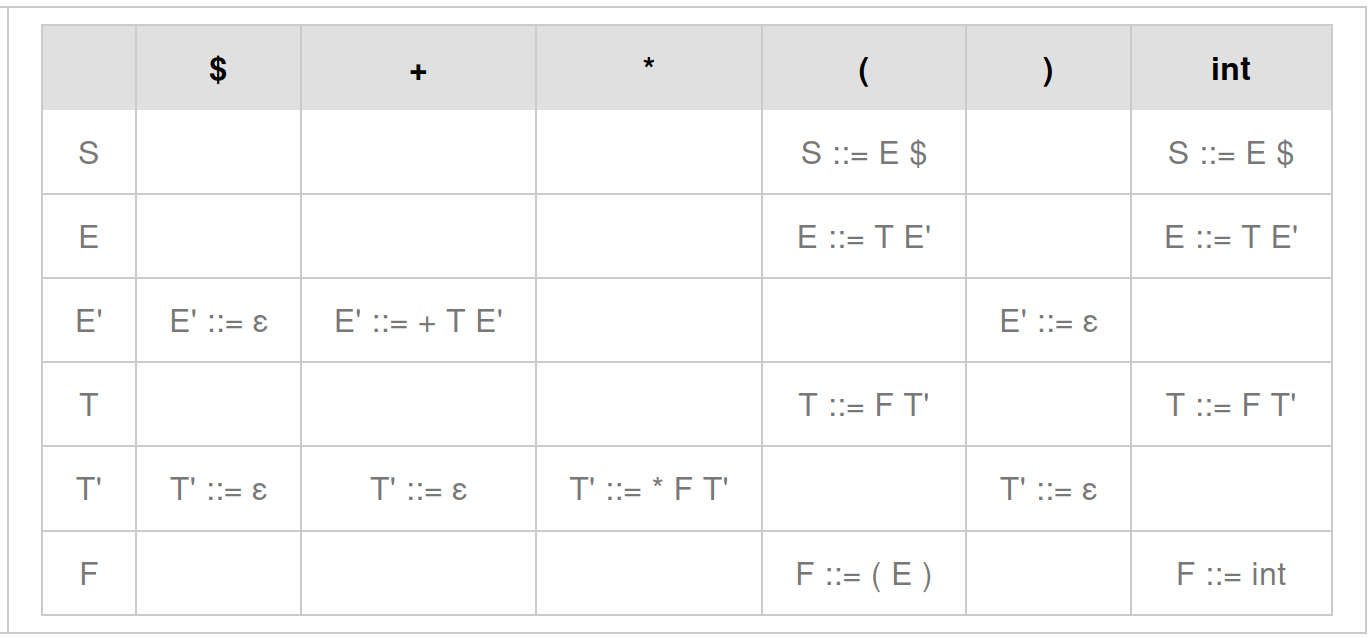 $ + * ( ) int
S S ::= E $ S ::= E $
E E ::= T E' E ::= T E'
E' E' ::= ε E' ::= + T E' E' ::= ε
T T ::= F T' T ::= F T'
T' T' ::= ε T' ::= ε T' ::= * F T' T' ::= ε
F F ::= ( E ) F ::= int